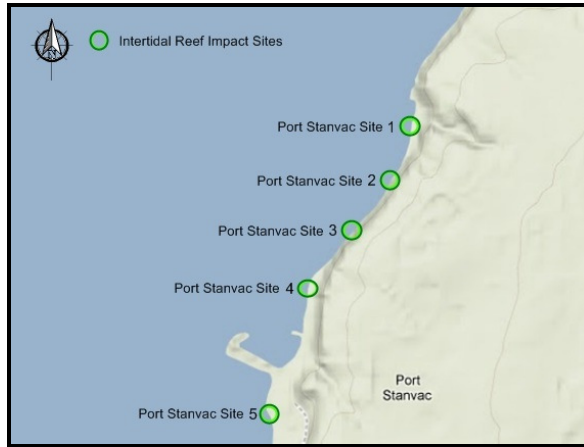 Intertidal Reef Impact Sites
Port Stanvac Site 1
Port Stanvac Site 2
Port Stanvac Site 3
Port Stanvac Site 4
Port
Stanvac
Port Stanvac Site 5